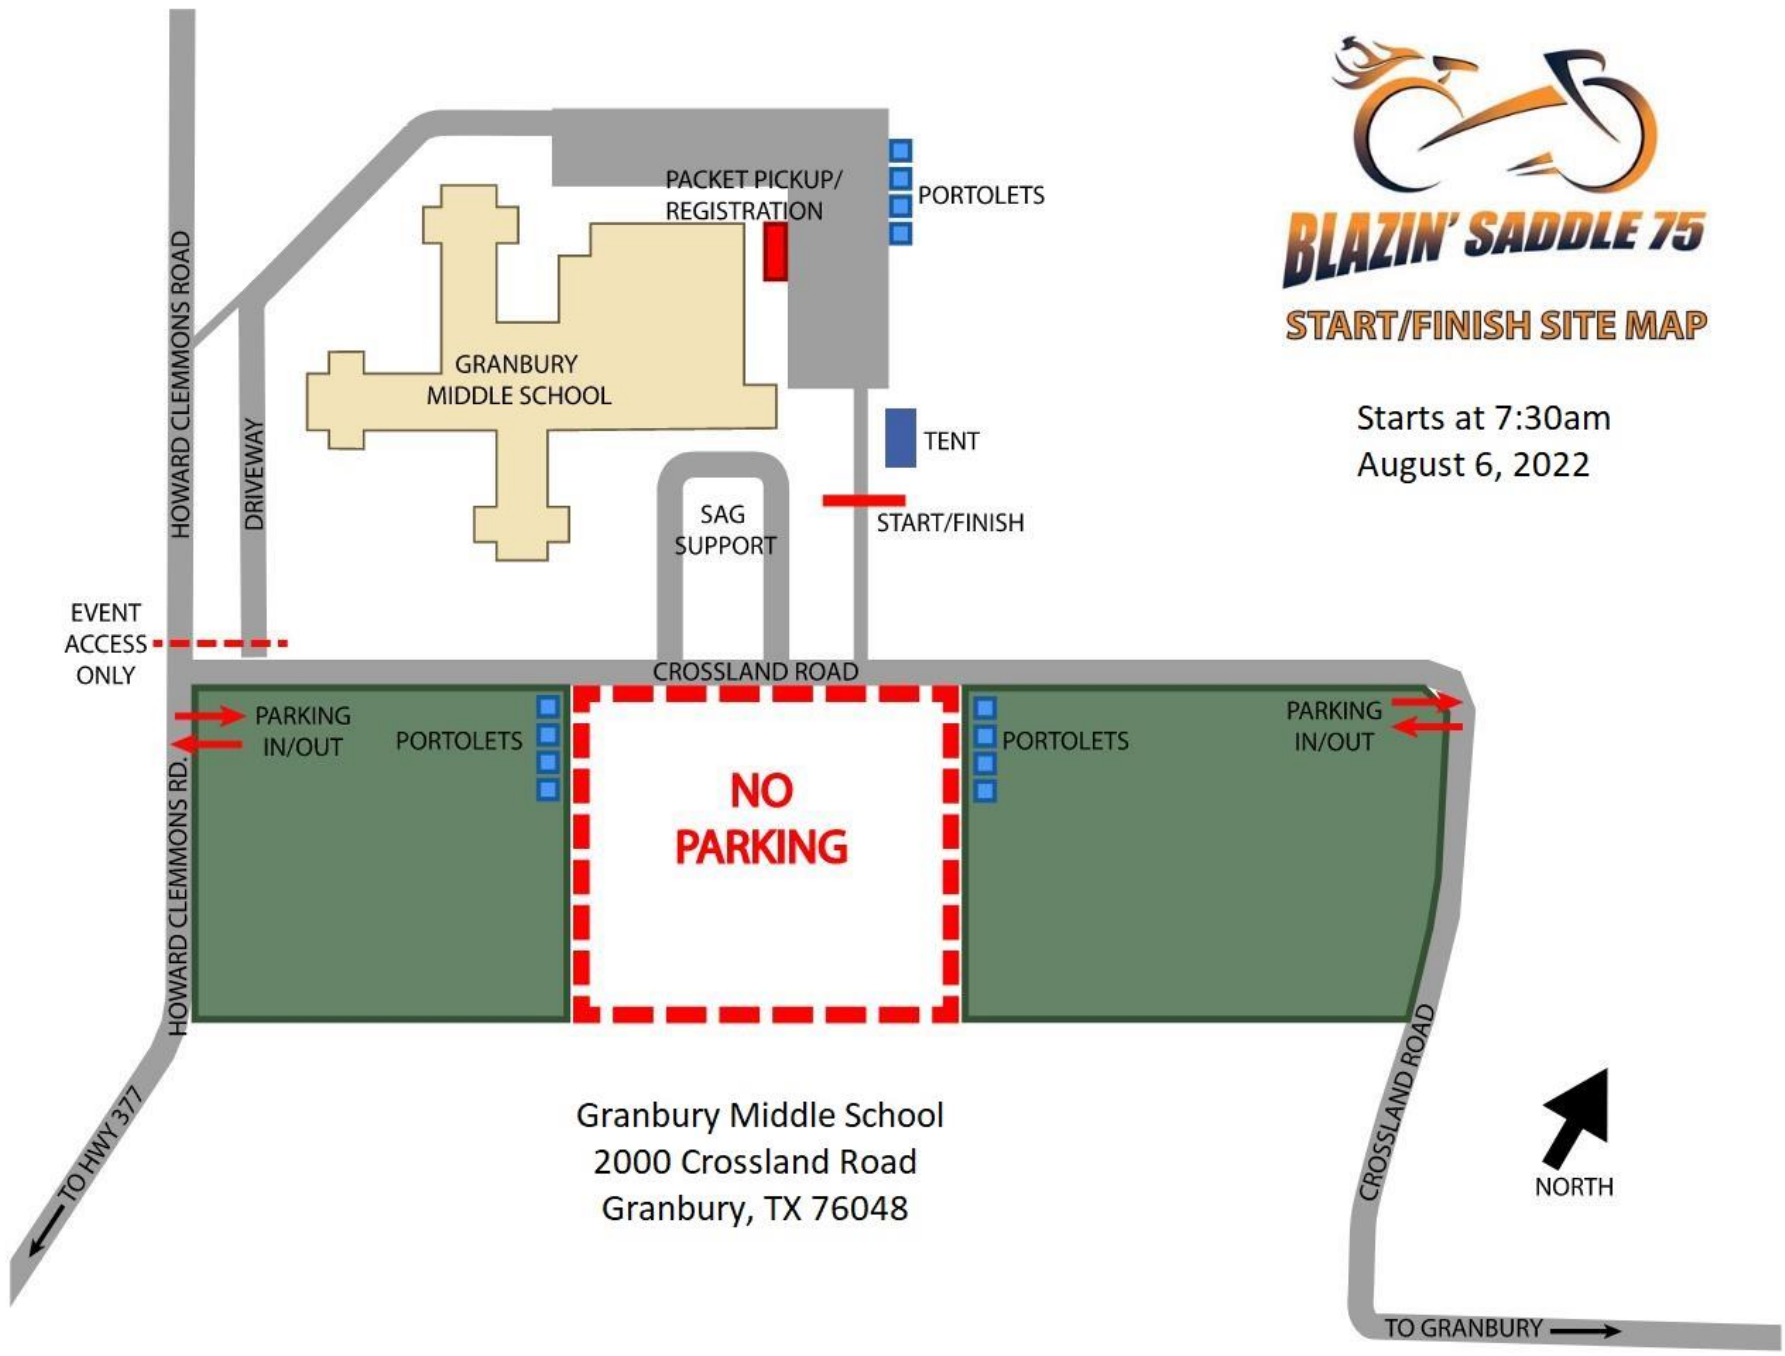 BLAZIN' SADDLE 75
START/FINISH SITE MAP
Starts at 7:30am
August 6, 2022
PACKET PICKUP/
REGISTRATION
PORTOLETS
HOWARD CLEMMONS ROAD
DRIVEWAY
GRANBURY
MIDDLE SCHOOL
TENT
SAG
SUPPORT
START/FINISH
EVENT
ACCESS
ONLY
CROSSLAND ROAD
PARKING
IN/OUT
PORTOLETS
NO
PARKING
PORTOLETS
PARKING
IN/OUT
HOWARD CLEMMONS RD.
TO HWY 377
Granbury Middle School
2000 Crossland Road
Granbury, TX 76048
CROSSLAND ROAD
NORTH
TO GRANBURY